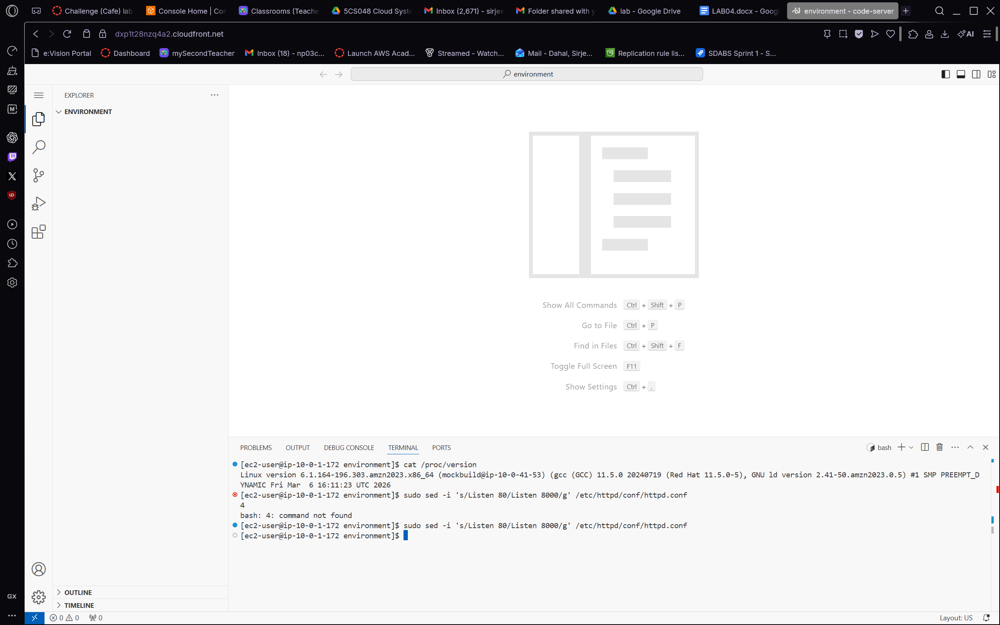 Challenge (Cafe) lab:
Console Home | Con
Classrooms (Teache
5CS048 Cloud Syste
Inbox (2,671) - sirjee
Folder shared with y
lab - Google Drive
LAB04.docx - Googl
environment - code-server
dxp1t28nzq4a2.cloudfront.net
AI
e:Vision Portal
Dashboard
mySecondTeacher
Inbox (18) - np03c...
Launch AWS Acad...
Streamed - Watch...
Mail - Dahal, Sirje...
Replication rule lis...
SDABS Sprint 1 - S...
environment
EXPLORER
ENVIRONMENT
M
Show All Commands Ctrl + Shift + P
Go to File Ctrl + P
Find in Files Ctrl + Shift + F
Toggle Full Screen F11
Show Settings Ctrl + ,
PROBLEMS OUTPUT DEBUG CONSOLE TERMINAL PORTS
bash
[ec2-user@ip-10-0-1-172 environment]$ cat /proc/version
Linux version 6.1.164-196.303.amzn2023.x86_64 (mockbuild@ip-10-0-41-53) (gcc (GCC) 11.5.0 20240719 (Red Hat 11.5.0-5), GNU ld version 2.41-50.amzn2023.0.5) #1 SMP PREEMPT_D
YNAMIC Fri Mar  6 16:11:23 UTC 2026
[ec2-user@ip-10-0-1-172 environment]$ sudo sed -i 's/Listen 80/Listen 8000/g' /etc/httpd/conf/httpd.conf
4
bash: 4: command not found
[ec2-user@ip-10-0-1-172 environment]$ sudo sed -i 's/Listen 80/Listen 8000/g' /etc/httpd/conf/httpd.conf
[ec2-user@ip-10-0-1-172 environment]$
OUTLINE
TIMELINE
GX
0 0 0
Layout: US